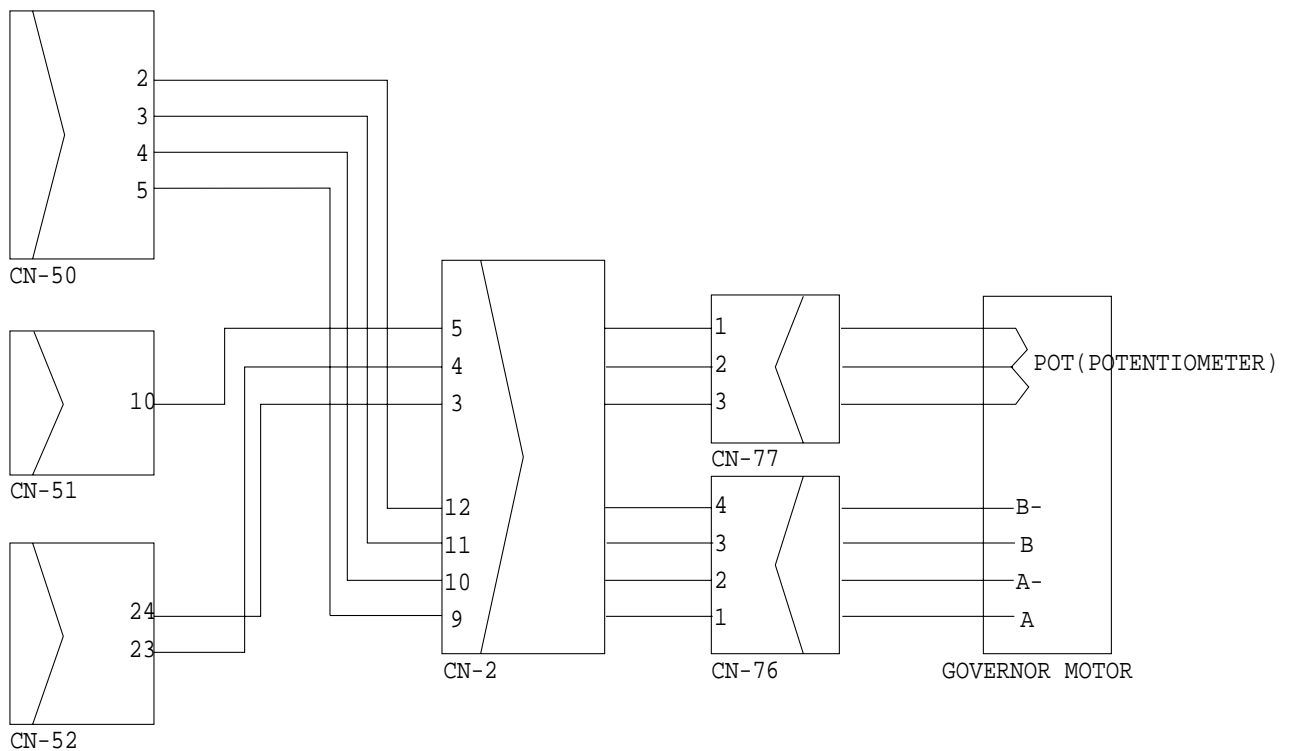 2
3
4
5
CN-50
10
CN-51
24
23
CN-52
5
4
3
12
11
10
9
CN-2
1
2
3
CN-77
4
3
2
1
CN-76
POT(POTENTIOMETER)
B-
B
A-
A
GOVERNOR MOTOR